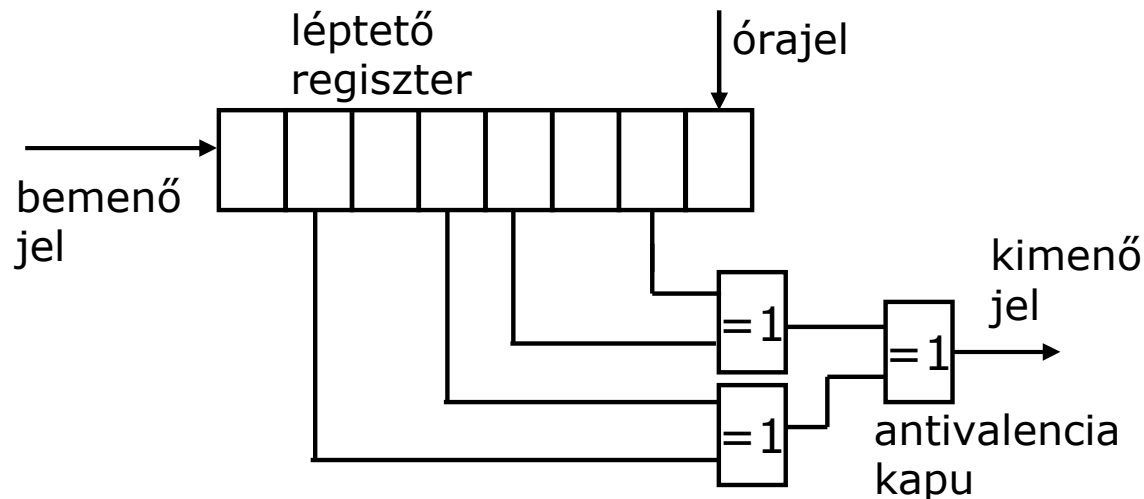 léptető
regiszter
órajel
bemenő
jel
kimenő
jel
=1
=1
=1
antivalencia
kapu